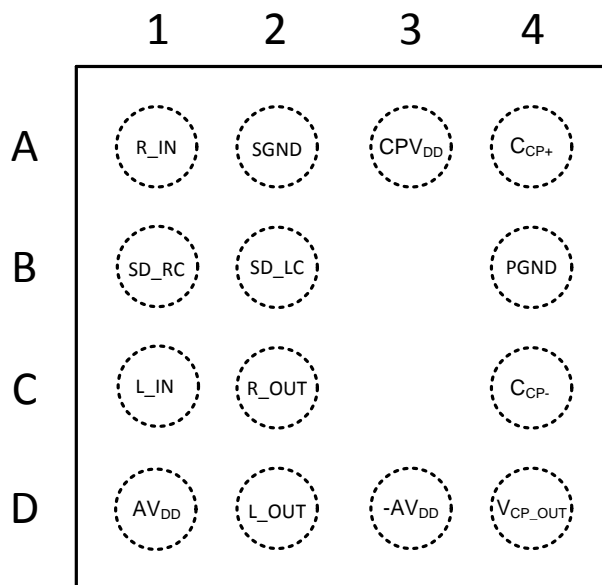 1 2 3 4
A R_IN SGND CPVDD CCP+
B SD_RC SD_LC PGND
C L_IN R_OUT CCP-
D AVDD L_OUT -AVDD VCP_OUT